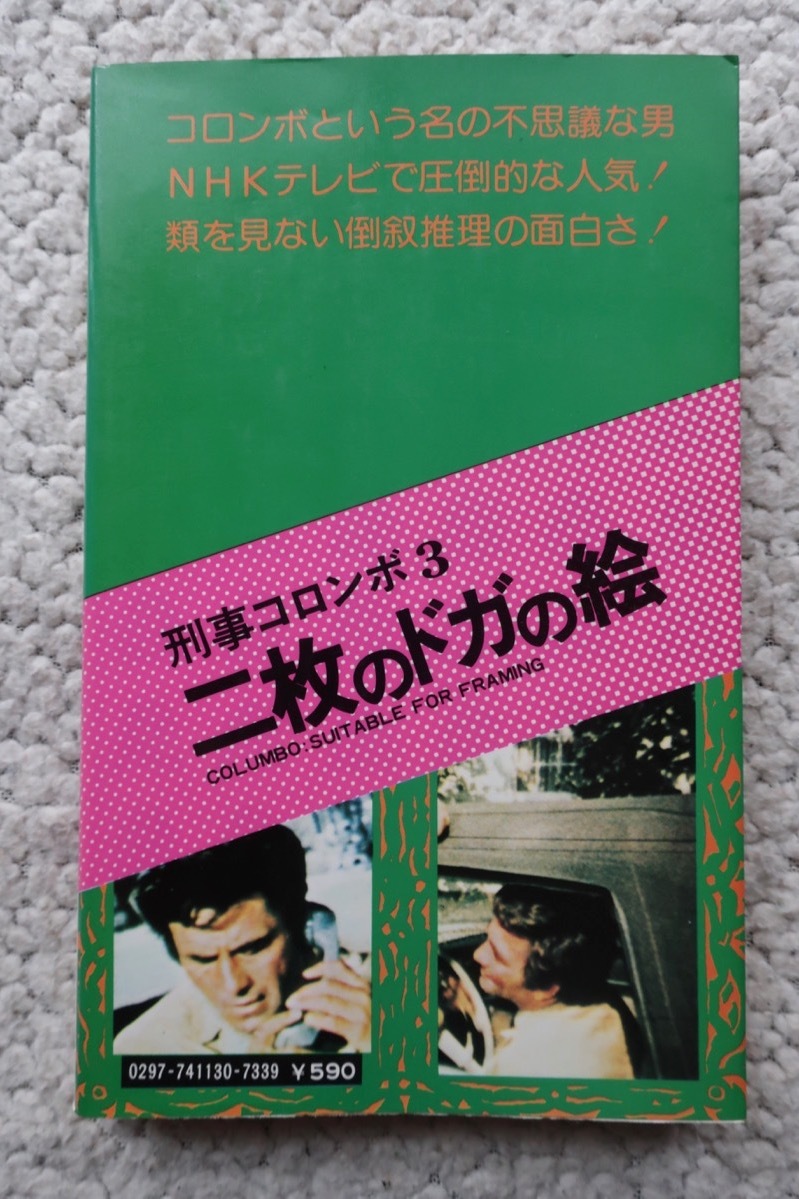 コロンボという名の不思議な男
NHKテレビで圧倒的な人気！
類を見ない倒叙推理の面白さ！
刑事コロンボ3
二枚のドガの絵
COLUMBO: SUITABLE FOR FRAMING
0297-741130-7339 ¥590